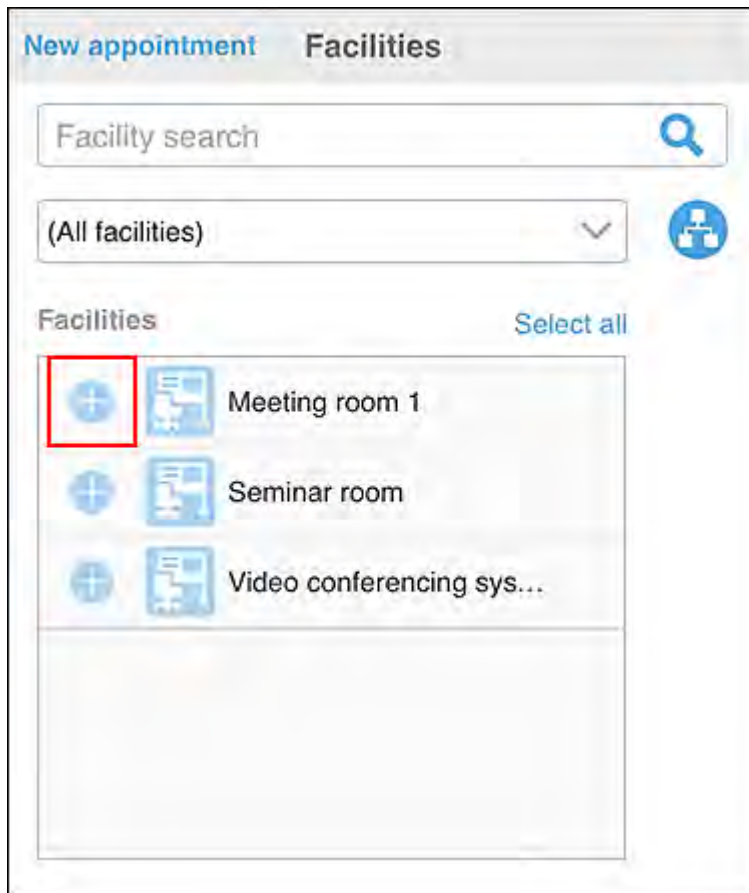 New appointment Facilities
Facility search
(All facilities)
Facilities Select all
Meeting room 1
Seminar room
Video conferencing sys...